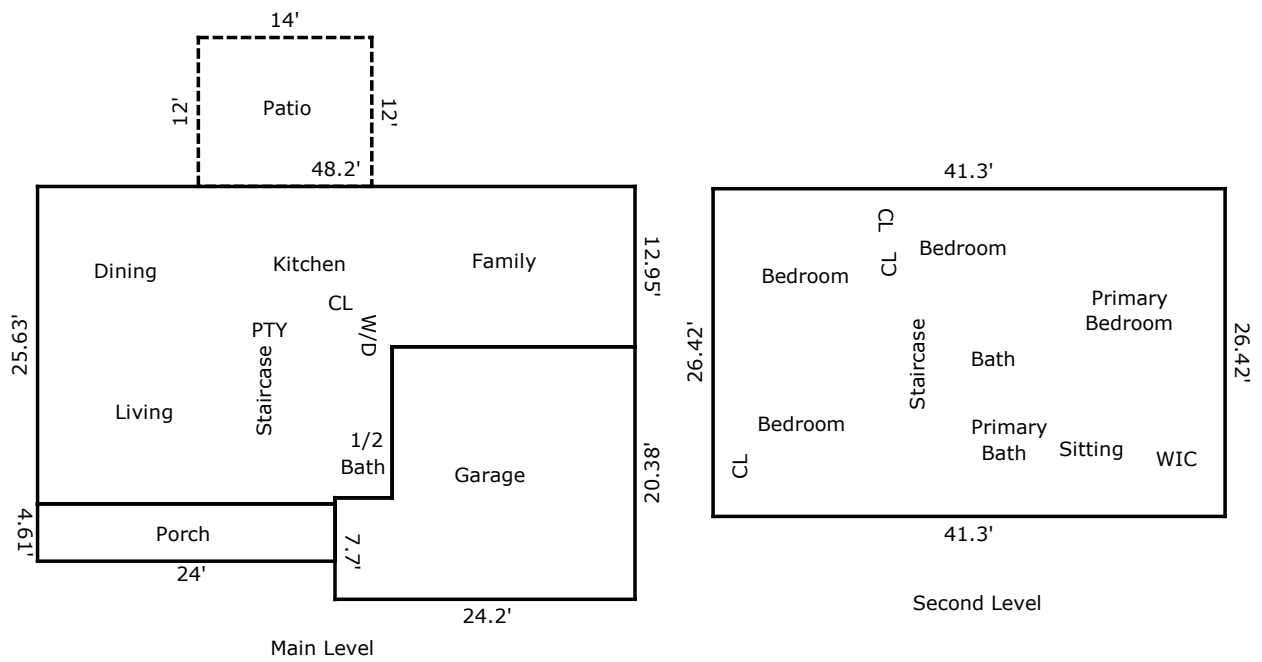 14'
12'
Patio
12'
48.2'
Dining
Kitchen
Family
12.95'
CL
PTY
W/D
25.63'
Staircase
Living
1/2
Bath
Garage
20.38'
4.61'
Porch
7.7'
24'
24.2'
Main Level
41.3'
CL
CL
Bedroom
Bedroom
Primary
Bedroom
26.42'
Staircase
Bath
26.42'
Bedroom
Primary
Bath
Sitting
WIC
CL
41.3'
Second Level